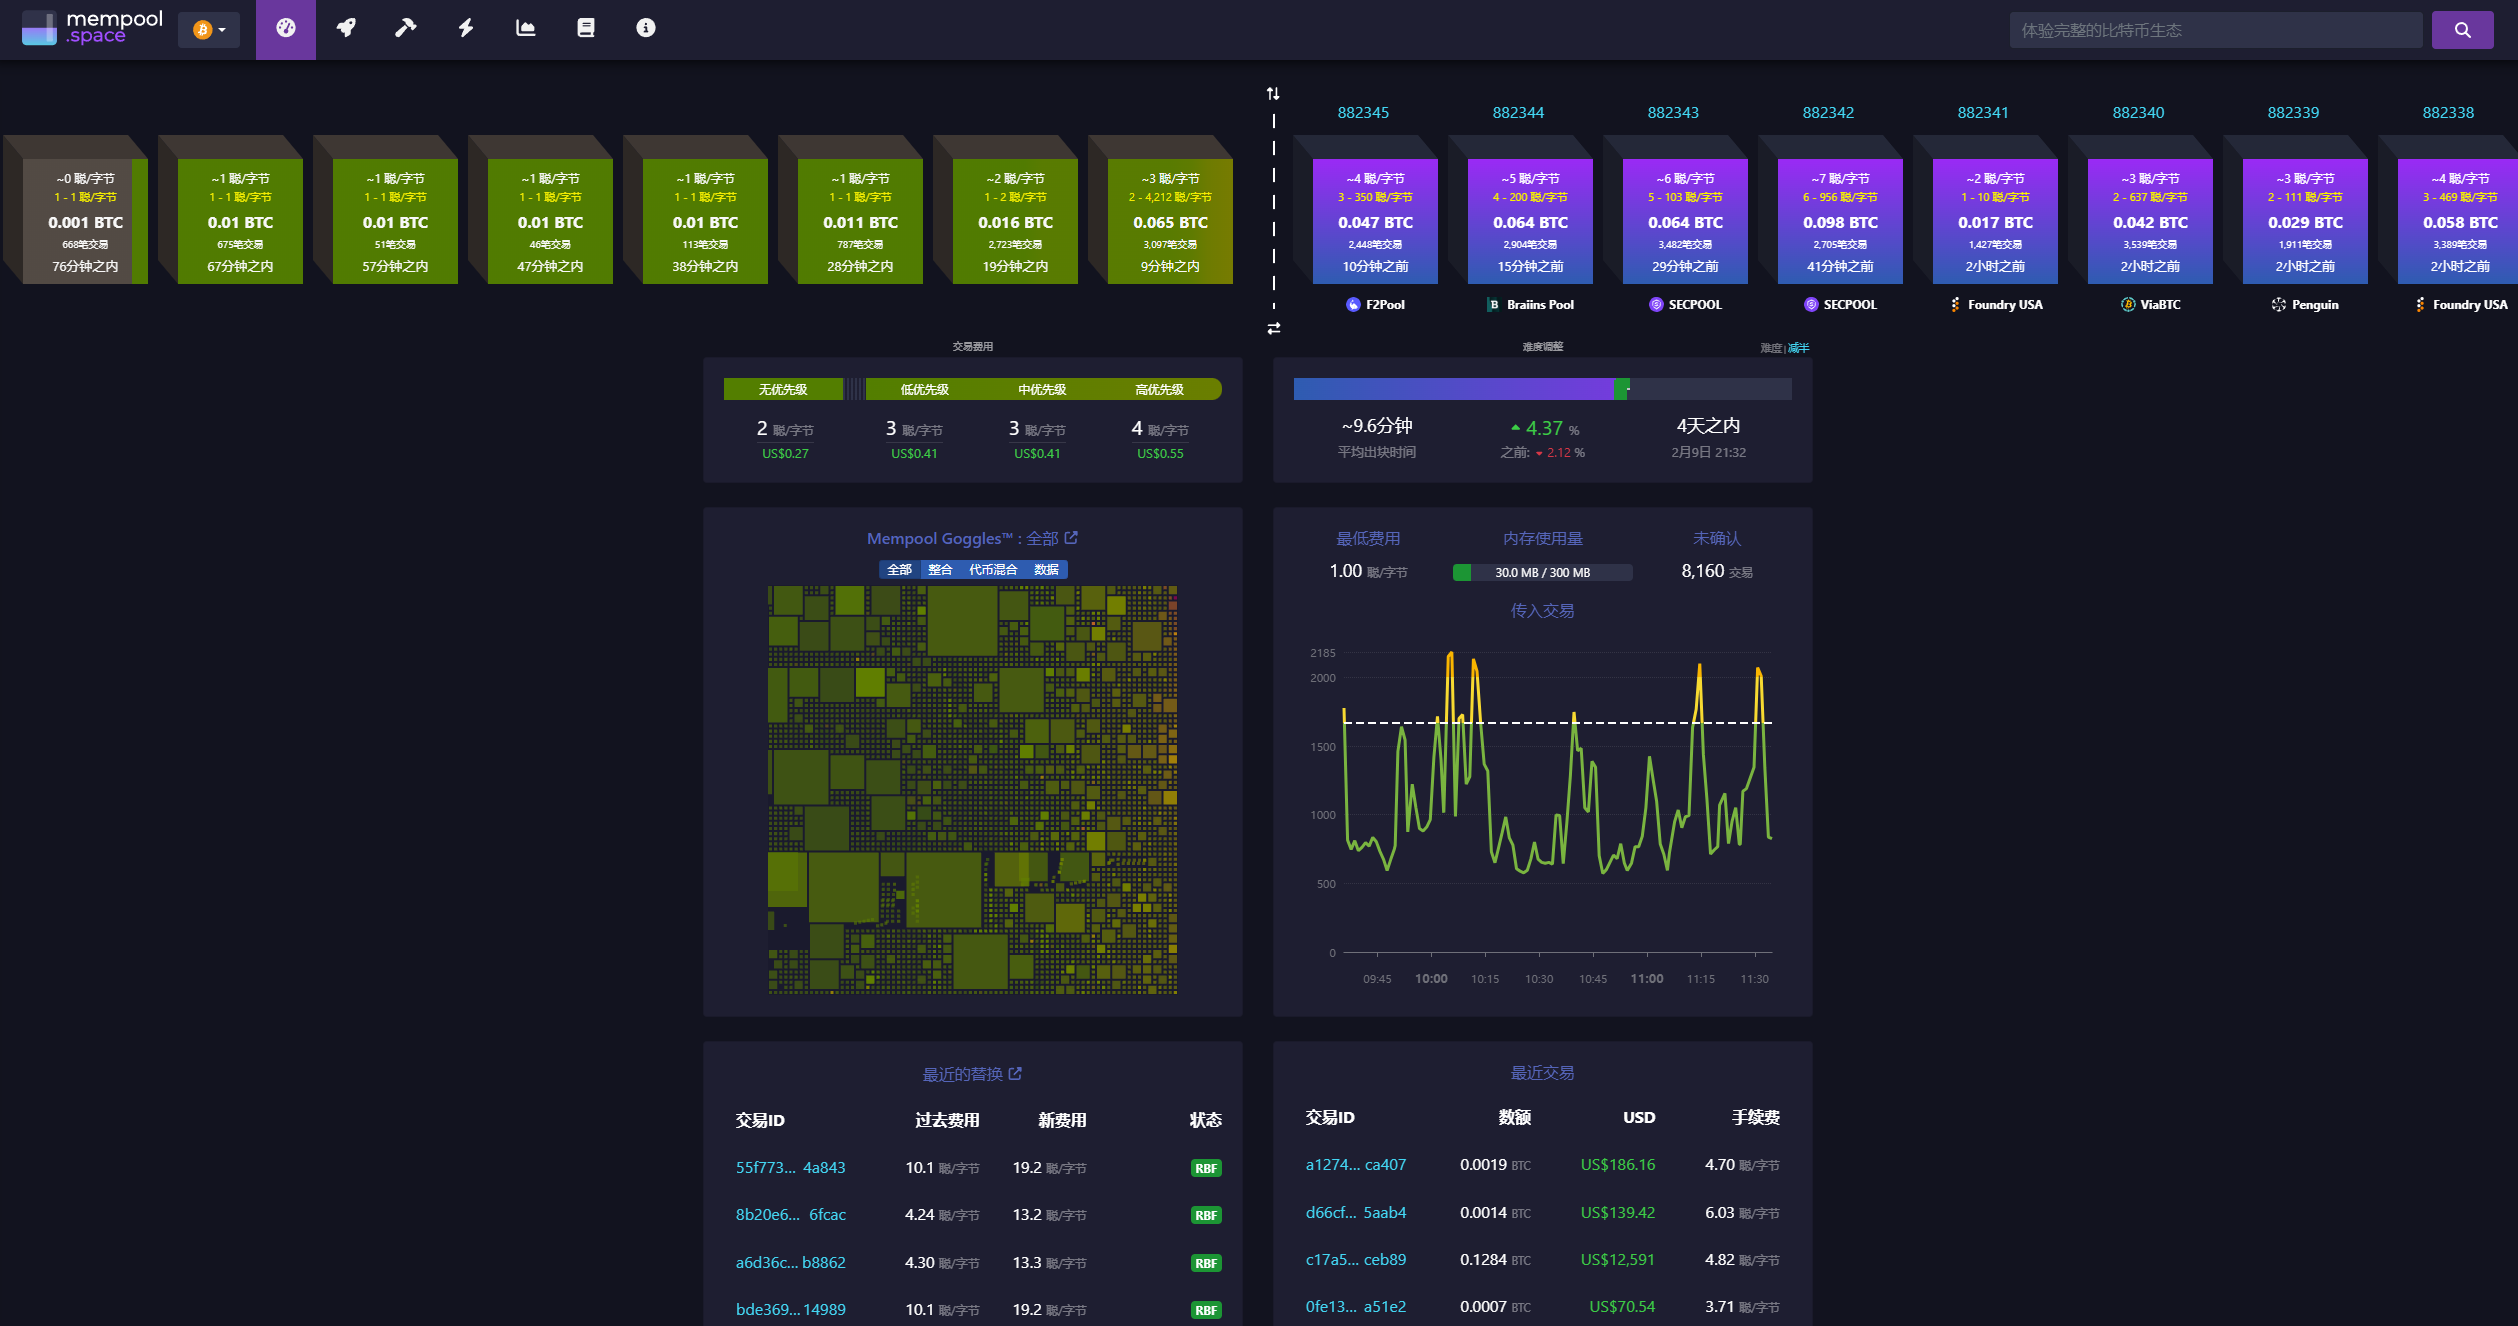 mempool
.space
体验完整的比特币生态
~0 聪/字节
1 - 1 聪/字节
0.001 BTC
668笔交易
76分钟之内
~1 聪/字节
1 - 1 聪/字节
0.01 BTC
675笔交易
67分钟之内
~1 聪/字节
1 - 1 聪/字节
0.01 BTC
51笔交易
57分钟之内
~1 聪/字节
1 - 1 聪/字节
0.01 BTC
46笔交易
47分钟之内
~1 聪/字节
1 - 1 聪/字节
0.01 BTC
113笔交易
38分钟之内
~1 聪/字节
1 - 1 聪/字节
0.011 BTC
787笔交易
28分钟之内
~2 聪/字节
1 - 2 聪/字节
0.016 BTC
2,723笔交易
19分钟之内
~3 聪/字节
2 - 4,212 聪/字节
0.065 BTC
3,097笔交易
9分钟之内
882345
~4 聪/字节
3 - 350 聪/字节
0.047 BTC
2,448笔交易
10分钟之前
F2Pool
882344
~5 聪/字节
4 - 200 聪/字节
0.064 BTC
2,904笔交易
15分钟之前
Braiins Pool
882343
~6 聪/字节
5 - 103 聪/字节
0.064 BTC
3,482笔交易
29分钟之前
SECPOOL
882342
~7 聪/字节
6 - 956 聪/字节
0.098 BTC
2,705笔交易
41分钟之前
SECPOOL
882341
~2 聪/字节
1 - 10 聪/字节
0.017 BTC
1,427笔交易
2小时之前
Foundry USA
882340
~3 聪/字节
2 - 637 聪/字节
0.042 BTC
3,539笔交易
2小时之前
ViaBTC
882339
~3 聪/字节
2 - 111 聪/字节
0.029 BTC
1,911笔交易
2小时之前
Penguin
882338
~4 聪/字节
3 - 469 聪/字节
0.058 BTC
3,389笔交易
2小时之前
Foundry USA
交易费用
无优先级 低优先级 中优先级 高优先级
2 聪/字节 3 聪/字节 3 聪/字节 4 聪/字节
US$0.27 US$0.41 US$0.41 US$0.55
难度调整
难度 | 减半
~9.6分钟 4.37 % 4天之内
平均出块时间 之前: 2.12 % 2月9日 21:32
Mempool Goggles™ : 全部
全部 整合 代币混合 数据
最低费用 内存使用量 未确认
1.00 聪/字节 30.0 MB / 300 MB 8,160 交易
传入交易
2185
2000
1500
1000
500
0
09:45 10:00 10:15 10:30 10:45 11:00 11:15 11:30
最近的替换
交易ID 过去费用 新费用 状态
55f773... 4a843 10.1 聪/字节 19.2 聪/字节 RBF
8b20e6... 6fcac 4.24 聪/字节 13.2 聪/字节 RBF
a6d36c... b8862 4.30 聪/字节 13.3 聪/字节 RBF
bde369... 14989 10.1 聪/字节 19.2 聪/字节 RBF
最近交易
交易ID 数额 USD 手续费
a1274... ca407 0.0019 BTC US$186.16 4.70 聪/字节
d66cf... 5aab4 0.0014 BTC US$139.42 6.03 聪/字节
c17a5... ceb89 0.1284 BTC US$12,591 4.82 聪/字节
0fe13... a51e2 0.0007 BTC US$70.54 3.71 聪/字节